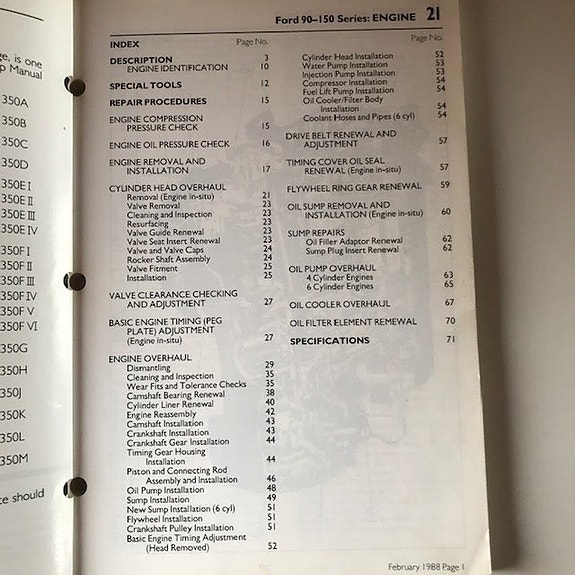 Ford 90–150 Series: ENGINE 21
INDEX Page No.
DESCRIPTION 3
ENGINE IDENTIFICATION 10
SPECIAL TOOLS 12
REPAIR PROCEDURES 15
ENGINE COMPRESSION
PRESSURE CHECK 15
ENGINE OIL PRESSURE CHECK 16
ENGINE REMOVAL AND
INSTALLATION 17
CYLINDER HEAD OVERHAUL
Removal (Engine in-situ) 21
Valve Removal 23
Cleaning and Inspection 23
Resurfacing 23
Valve Guide Renewal 23
Valve Seat Insert Renewal 23
Valve and Valve Caps 24
Rocker Shaft Assembly 24
Valve Fitment 25
Installation 25
VALVE CLEARANCE CHECKING
AND ADJUSTMENT 27
BASIC ENGINE TIMING (PEG
PLATE) ADJUSTMENT
(Engine in-situ) 27
ENGINE OVERHAUL
Dismantling 29
Cleaning and Inspection 35
Wear Fits and Tolerance Checks 35
Camshaft Bearing Renewal 38
Cylinder Liner Renewal 40
Engine Reassembly 42
Camshaft Installation 43
Crankshaft Installation 43
Crankshaft Gear Installation 44
Timing Gear Housing
Installation 44
Piston and Connecting Rod
Assembly and Installation 46
Oil Pump Installation 48
Sump Installation 49
New Sump Installation (6 cyl) 51
Flywheel Installation 51
Crankshaft Pulley Installation 51
Basic Engine Timing Adjustment
(Head Removed) 52
Page No.
Cylinder Head Installation 52
Water Pump Installation 53
Injection Pump Installation 53
Compressor Installation 54
Fuel Lift Pump Installation 54
Oil Cooler/Filter Body
Installation 54
Coolant Hoses and Pipes (6 cyl) 54
DRIVE BELT RENEWAL AND
ADJUSTMENT 57
TIMING COVER OIL SEAL
RENEWAL (Engine in-situ) 57
FLYWHEEL RING GEAR RENEWAL 59
OIL SUMP REMOVAL AND
INSTALLATION (Engine in-situ) 60
SUMP REPAIRS
Oil Filler Adaptor Renewal 62
Sump Plug Insert Renewal 62
OIL PUMP OVERHAUL
4 Cylinder Engines 63
6 Cylinder Engines 65
OIL COOLER OVERHAUL 67
OIL FILTER ELEMENT REMEWAL 70
SPECIFICATIONS 71
February 1988 Page 1
is one
Manual
350A
350B
350C
350D
350E I
350E II
350E III
350E IV
350F I
350F II
350F III
350F IV
350F V
350F VI
350G
350H
350J
350K
350L
350M
should